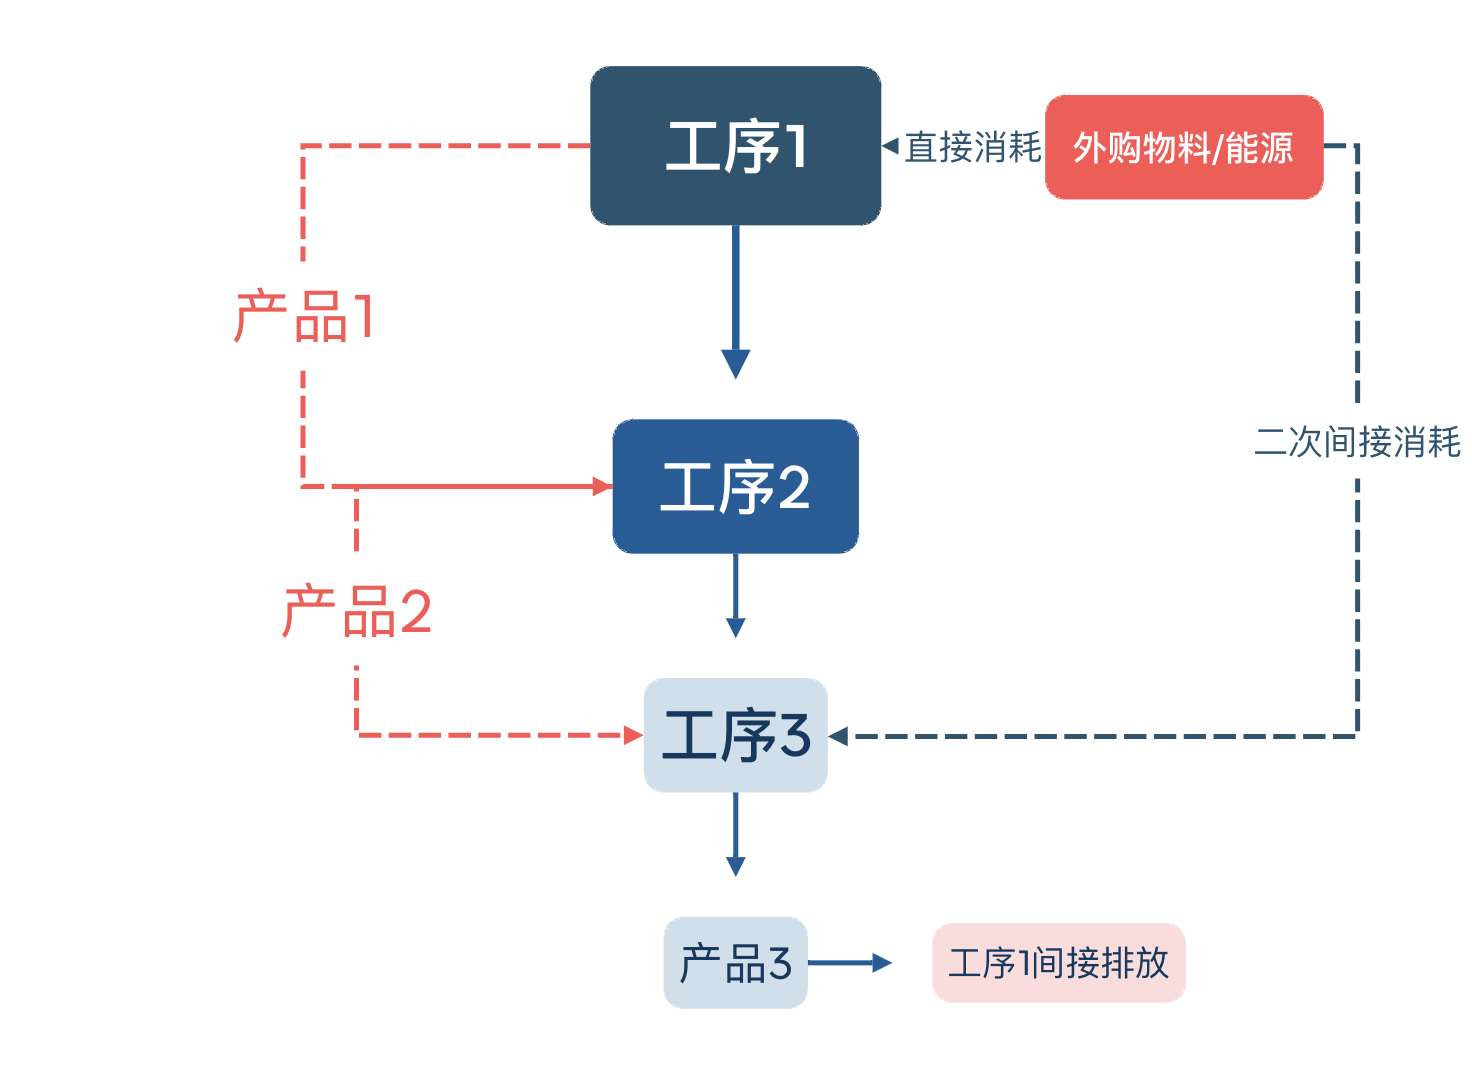 工序1
直接消耗
外购物料/能源
产品1
二次间接消耗
工序2
产品2
工序3
产品3
工序1间接排放